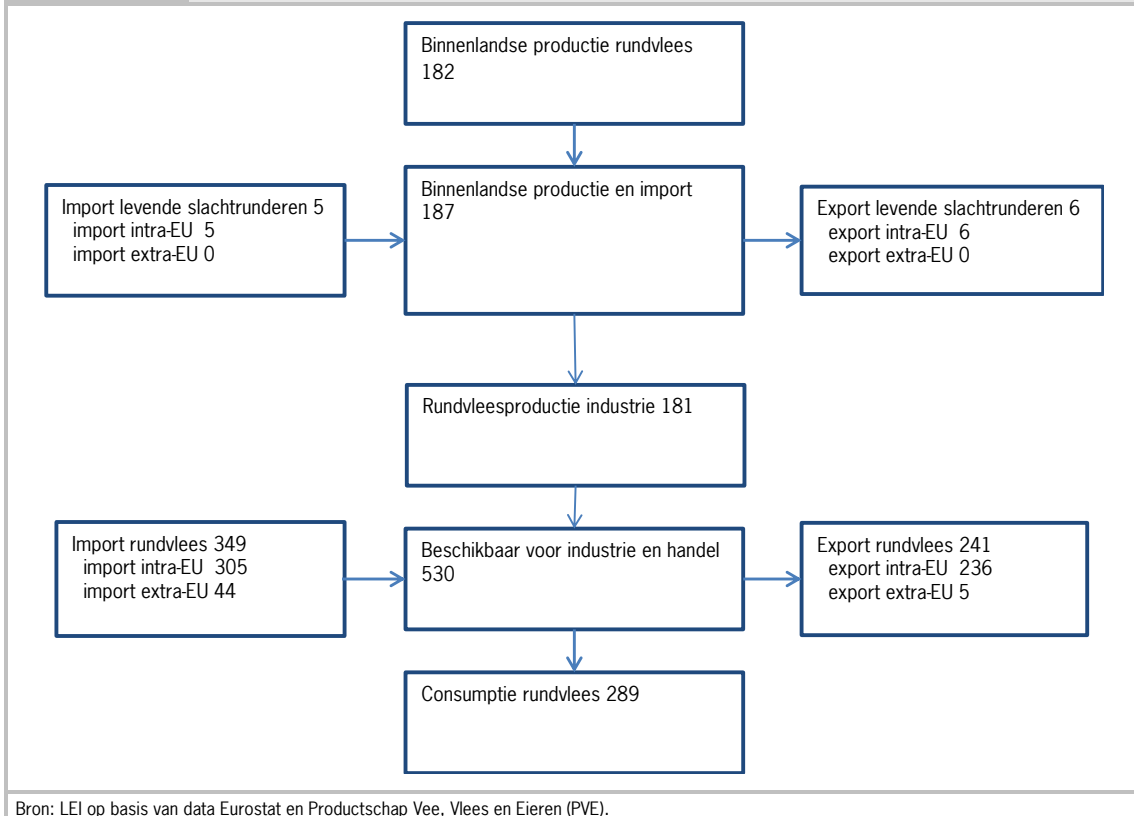 Binnenlandse productie rundvlees
182
Binnenlandse productie en import
187
Import levende slachtrunderen 5
import intra-EU 5
import extra-EU 0
Export levende slachtrunderen 6
export intra-EU 6
export extra-EU 0
Rundvleesproductie industrie 181
Import rundvlees 349
import intra-EU 305
import extra-EU 44
Beschikbaar voor industrie en handel
530
Export rundvlees 241
export intra-EU 236
export extra-EU 5
Consumptie rundvlees 289
Bron: LEI op basis van data Eurostat en Productschap Vee, Vlees en Eieren (PVE).